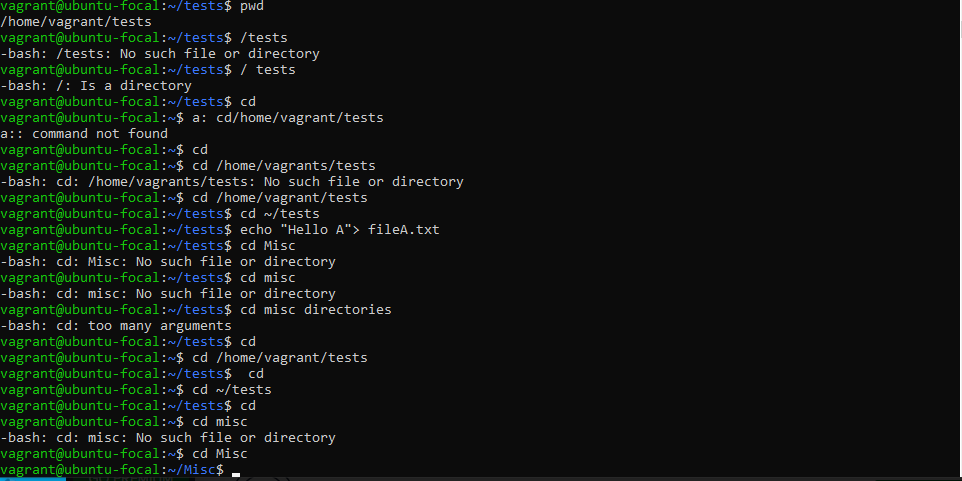 vagrant@ubuntu-focal:~/tests$ pwd
/home/vagrant/tests
vagrant@ubuntu-focal:~/tests$ /tests
-bash: /tests: No such file or directory
vagrant@ubuntu-focal:~/tests$ / tests
-bash: /: Is a directory
vagrant@ubuntu-focal:~/tests$ cd
vagrant@ubuntu-focal:~$ a: cd/home/vagrant/tests
a:: command not found
vagrant@ubuntu-focal:~$ cd
vagrant@ubuntu-focal:~$ cd /home/vagrants/tests
-bash: cd: /home/vagrants/tests: No such file or directory
vagrant@ubuntu-focal:~$ cd /home/vagrant/tests
vagrant@ubuntu-focal:~/tests$ cd ~/tests
vagrant@ubuntu-focal:~/tests$ echo "Hello A"> fileA.txt
vagrant@ubuntu-focal:~/tests$ cd Misc
-bash: cd: Misc: No such file or directory
vagrant@ubuntu-focal:~/tests$ cd misc
-bash: cd: misc: No such file or directory
vagrant@ubuntu-focal:~/tests$ cd misc directories
-bash: cd: too many arguments
vagrant@ubuntu-focal:~/tests$ cd
vagrant@ubuntu-focal:~$ cd /home/vagrant/tests
vagrant@ubuntu-focal:~/tests$  cd
vagrant@ubuntu-focal:~$ cd ~/tests
vagrant@ubuntu-focal:~/tests$ cd
vagrant@ubuntu-focal:~$ cd misc
-bash: cd: misc: No such file or directory
vagrant@ubuntu-focal:~$ cd Misc
vagrant@ubuntu-focal:~/Misc$